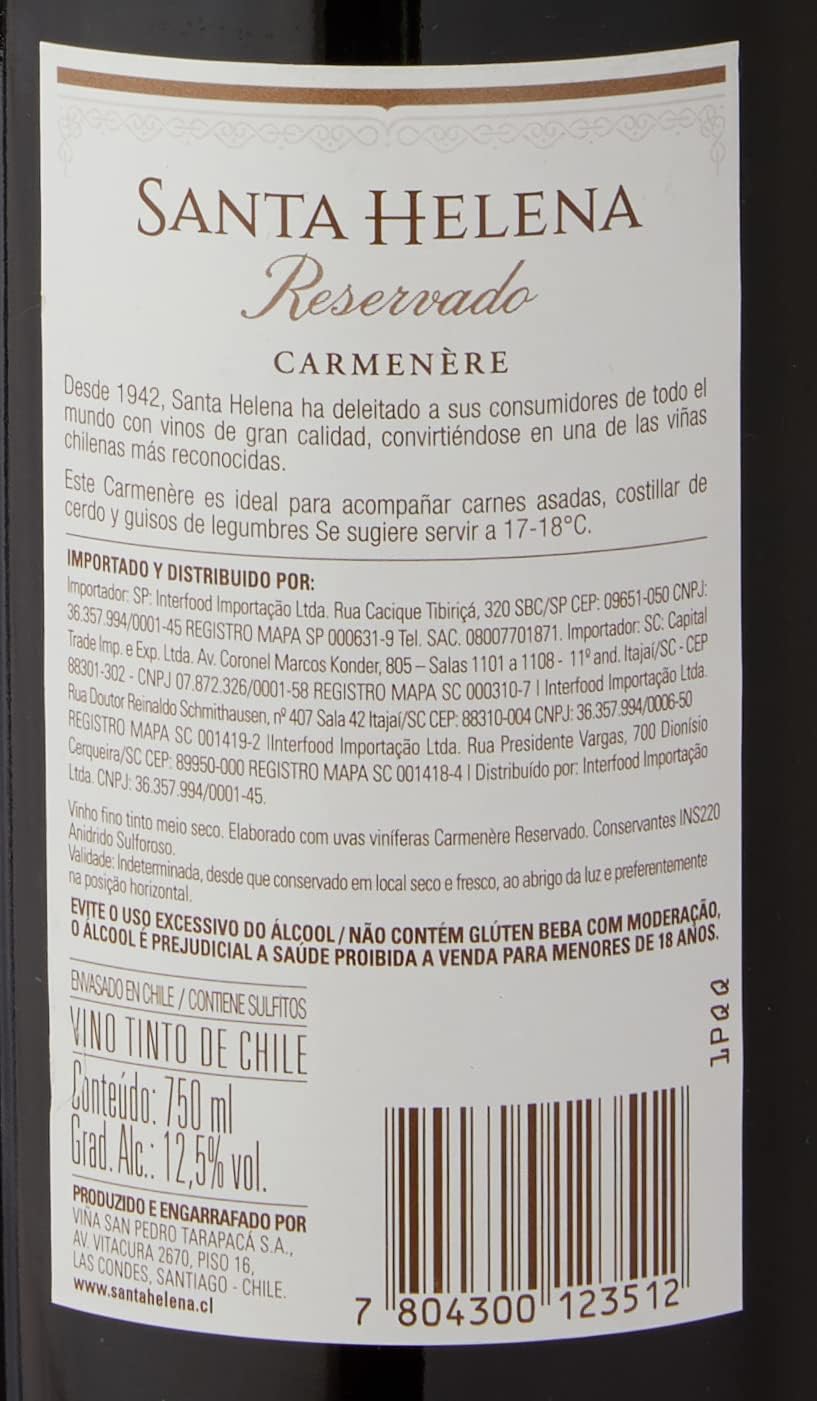 SANTA HELENA
Reservado
CARMENÈRE
Desde 1942, Santa Helena ha deleitado a sus consumidores de todo el
mundo con vinos de gran calidad, convirtiéndose en una de las viñas
chilenas más reconocidas.
Este Carmenère es ideal para acompañar carnes asadas, costillar de
cerdo y guisos de legumbres Se sugiere servir a 17-18°C.
IMPORTADO Y DISTRIBUIDO POR:
Importador: SP: Interfood Importação Ltda. Rua Cacique Tibiriçá, 320 SBC/SP CEP: 09651-050 CNPJ:
36.357.994/0001-45 REGISTRO MAPA SP 000631-9 Tel. SAC. 08007701871. Importador: SC: Capital
Trade Imp. e Exp. Ltda. Av. Coronel Marcos Konder, 805 – Salas 1101 a 1108 - 11º and. Itajaí/SC - CEP
88301-302 - CNPJ 07.872.326/0001-58 REGISTRO MAPA SC 000310-7 | Interfood Importação Ltda.
Rua Doutor Reinaldo Schmithausen, nº 407 Sala 42 Itajaí/SC CEP: 88310-004 CNPJ: 36.357.994/0006-50
REGISTRO MAPA SC 001419-2 |Interfood Importação Ltda. Rua Presidente Vargas, 700 Dionísio
Cerqueira/SC CEP: 89950-000 REGISTRO MAPA SC 001418-4 | Distribuído por: Interfood Importação
Ltda. CNPJ: 36.357.994/0001-45.
Vinho fino tinto meio seco. Elaborado com uvas viníferas Carmenère Reservado. Conservantes INS220
Anidrido Sulforoso.
Validade: Indeterminada, desde que conservado em local seco e fresco, ao abrigo da luz e preferentemente
na posição horizontal.
EVITE O USO EXCESSIVO DO ÁLCOOL / NÃO CONTÉM GLÚTEN BEBA COM MODERAÇÃO,
O ÁLCOOL É PREJUDICIAL A SAÚDE PROIBIDA A VENDA PARA MENORES DE 18 AÑOS.
ENVASADO EN CHILE / CONTIENE SULFITOS
VINO TINTO DE CHILE
Conteúdo: 750 ml
Grad. Alc.: 12,5% vol.
PRODUZIDO E ENGARRAFADO POR
VIÑA SAN PEDRO TARAPACÁ S.A.,
AV. VITACURA 2670, PISO 16,
LAS CONDES, SANTIAGO - CHILE.
www.santahelena.cl
1PQQ
7 804300 123512